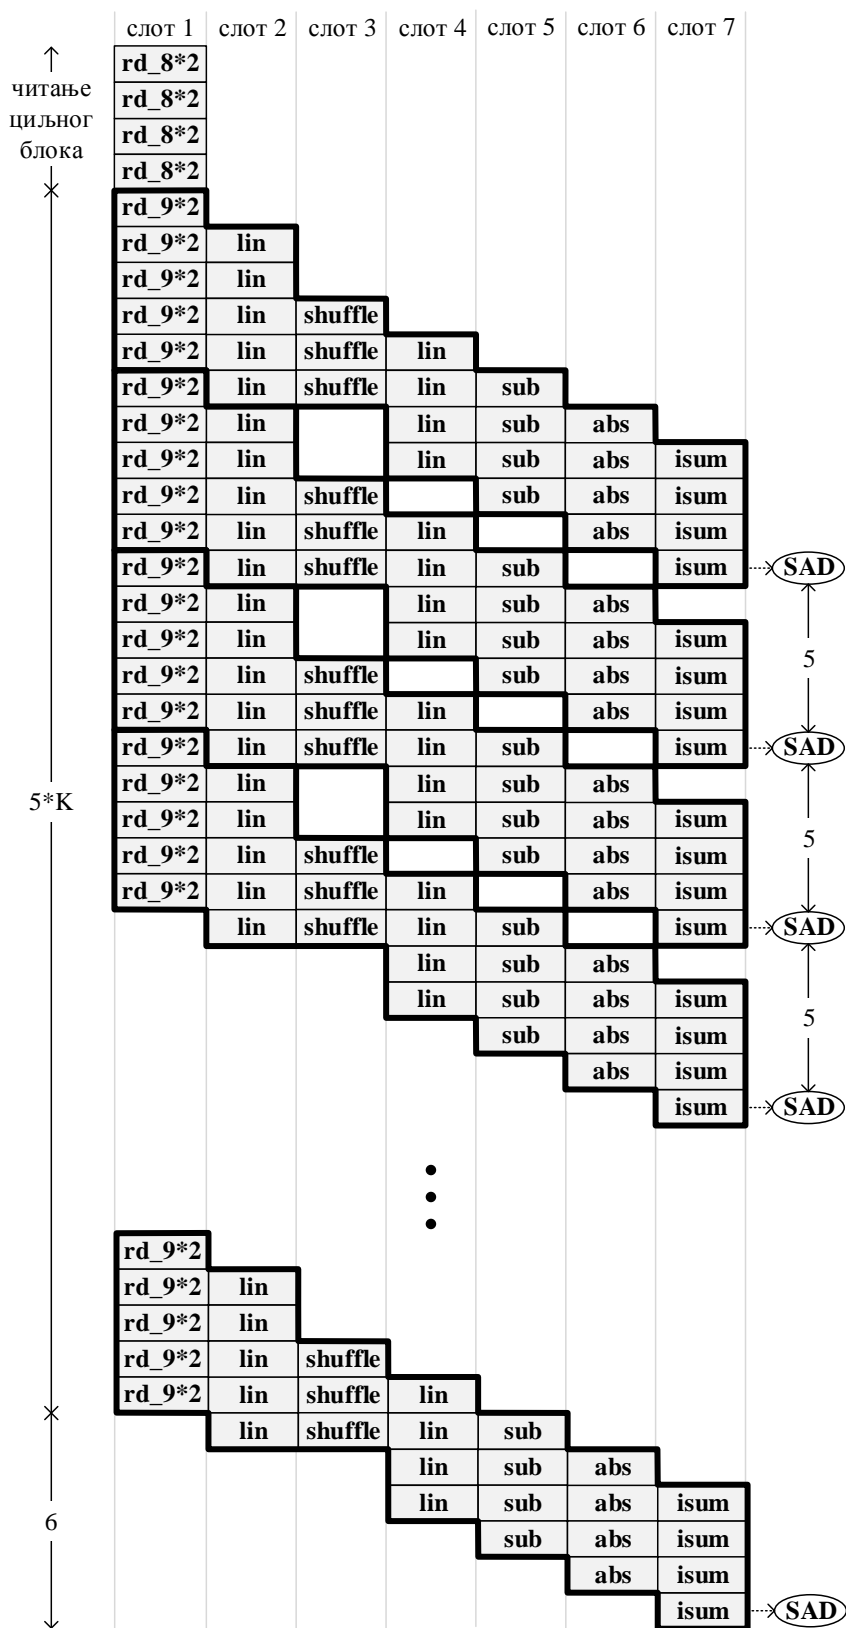 слот 1 слот 2 слот 3 слот 4 слот 5 слот 6 слот 7
rd_8*2
читање rd_8*2
циљног rd_8*2
блока rd_8*2
rd_9*2
rd_9*2 lin
rd_9*2 lin
rd_9*2 lin shuffle
rd_9*2 lin shuffle lin
rd_9*2 lin shuffle lin sub
rd_9*2 lin lin sub abs
rd_9*2 lin lin sub abs isum
rd_9*2 lin shuffle sub abs isum
rd_9*2 lin shuffle lin abs isum
rd_9*2 lin shuffle lin sub isum SAD
rd_9*2 lin lin sub abs
rd_9*2 lin lin sub abs isum
5
rd_9*2 lin shuffle sub abs isum
rd_9*2 lin shuffle lin abs isum
rd_9*2 lin shuffle lin sub isum SAD
rd_9*2 lin lin sub abs
5*K rd_9*2 lin lin sub abs isum
5
rd_9*2 lin shuffle sub abs isum
rd_9*2 lin shuffle lin abs isum
lin shuffle lin sub isum SAD
lin sub abs
lin sub abs isum
5
sub abs isum
abs isum
isum SAD
rd_9*2
rd_9*2 lin
rd_9*2 lin
rd_9*2 lin shuffle
rd_9*2 lin shuffle lin
lin shuffle lin sub
lin sub abs
6 lin sub abs isum
sub abs isum
abs isum
isum SAD